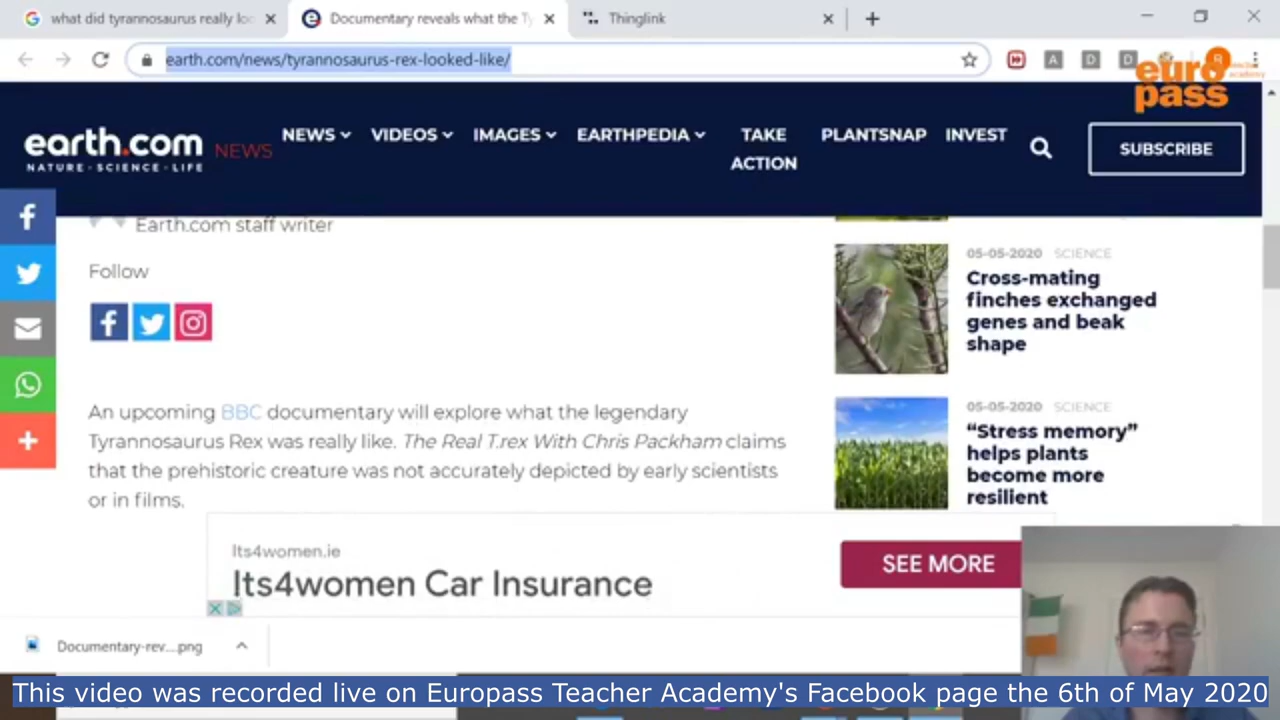 what did tyrannosaurus really lo
Documentary reveals what the Ty
Thinglink
earth.com/news/tyrannosaurus-rex-looked-like/
A
D
D
euro
pass
academy
earth.com NEWS
NATURE · SCIENCE · LIFE
NEWS
VIDEOS
IMAGES
EARTHPEDIA
TAKE
ACTION
PLANTSNAP
INVEST
SUBSCRIBE
Earth.com staff writer
Follow
An upcoming BBC documentary will explore what the legendary
Tyrannosaurus Rex was really like. The Real T.rex With Chris Packham claims
that the prehistoric creature was not accurately depicted by early scientists
or in films.
05-05-2020 SCIENCE
Cross-mating
finches exchanged
genes and beak
shape
05-05-2020 SCIENCE
“Stress memory”
helps plants
become more
resilient
Its4women.ie
Its4women Car Insurance
SEE MORE
Documentary-rev....png
This video was recorded live on Europass Teacher Academy's Facebook page the 6th of May 2020